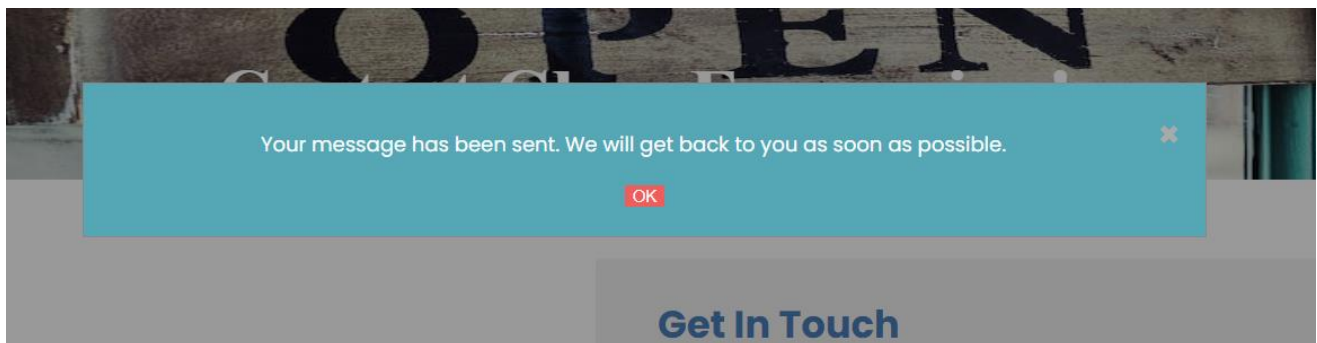 OPEN
Your message has been sent. We will get back to you as soon as possible.
✖
OK
Get In Touch